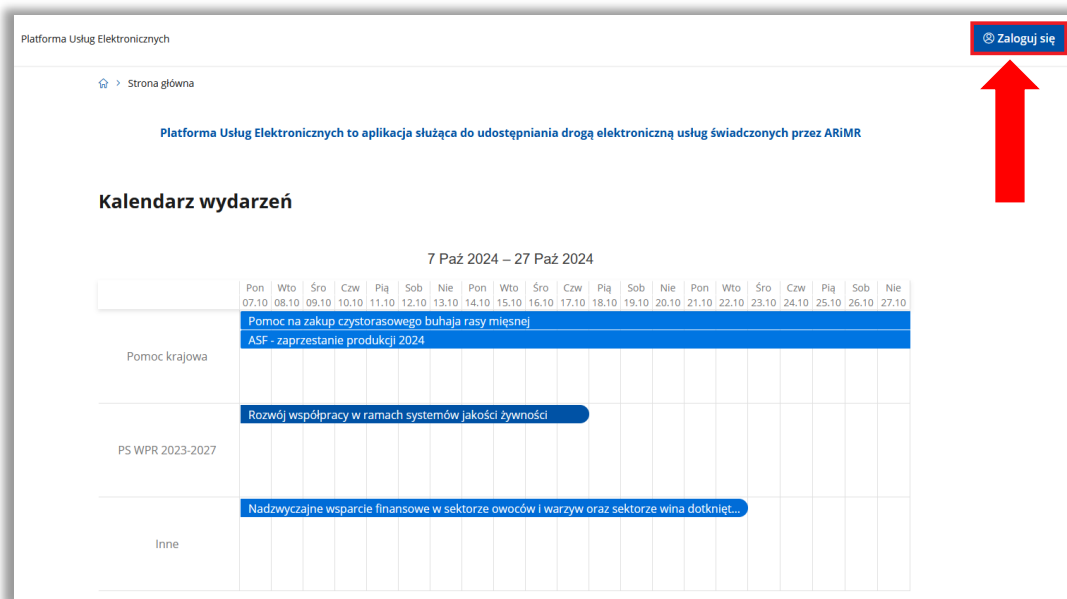 Platforma Usług Elektronicznych
Zaloguj się
Strona główna
Platforma Usług Elektronicznych to aplikacja służąca do udostępniania drogą elektroniczną usług świadczonych przez ARiMR
Kalendarz wydarzeń
7 Paź 2024 – 27 Paź 2024
Pon Wto Śro Czw Pią Sob Nie Pon Wto Śro Czw Pią Sob Nie Pon Wto Śro Czw Pią Sob Nie
07.10 08.10 09.10 10.10 11.10 12.10 13.10 14.10 15.10 16.10 17.10 18.10 19.10 20.10 21.10 22.10 23.10 24.10 25.10 26.10 27.10
Pomoc na zakup czystorasowego buhaja rasy mięsnej
ASF - zaprzestanie produkcji 2024
Pomoc krajowa
Rozwój współpracy w ramach systemów jakości żywności
PS WPR 2023-2027
Nadzwyczajne wsparcie finansowe w sektorze owoców i warzyw oraz sektorze wina dotknięt...
Inne